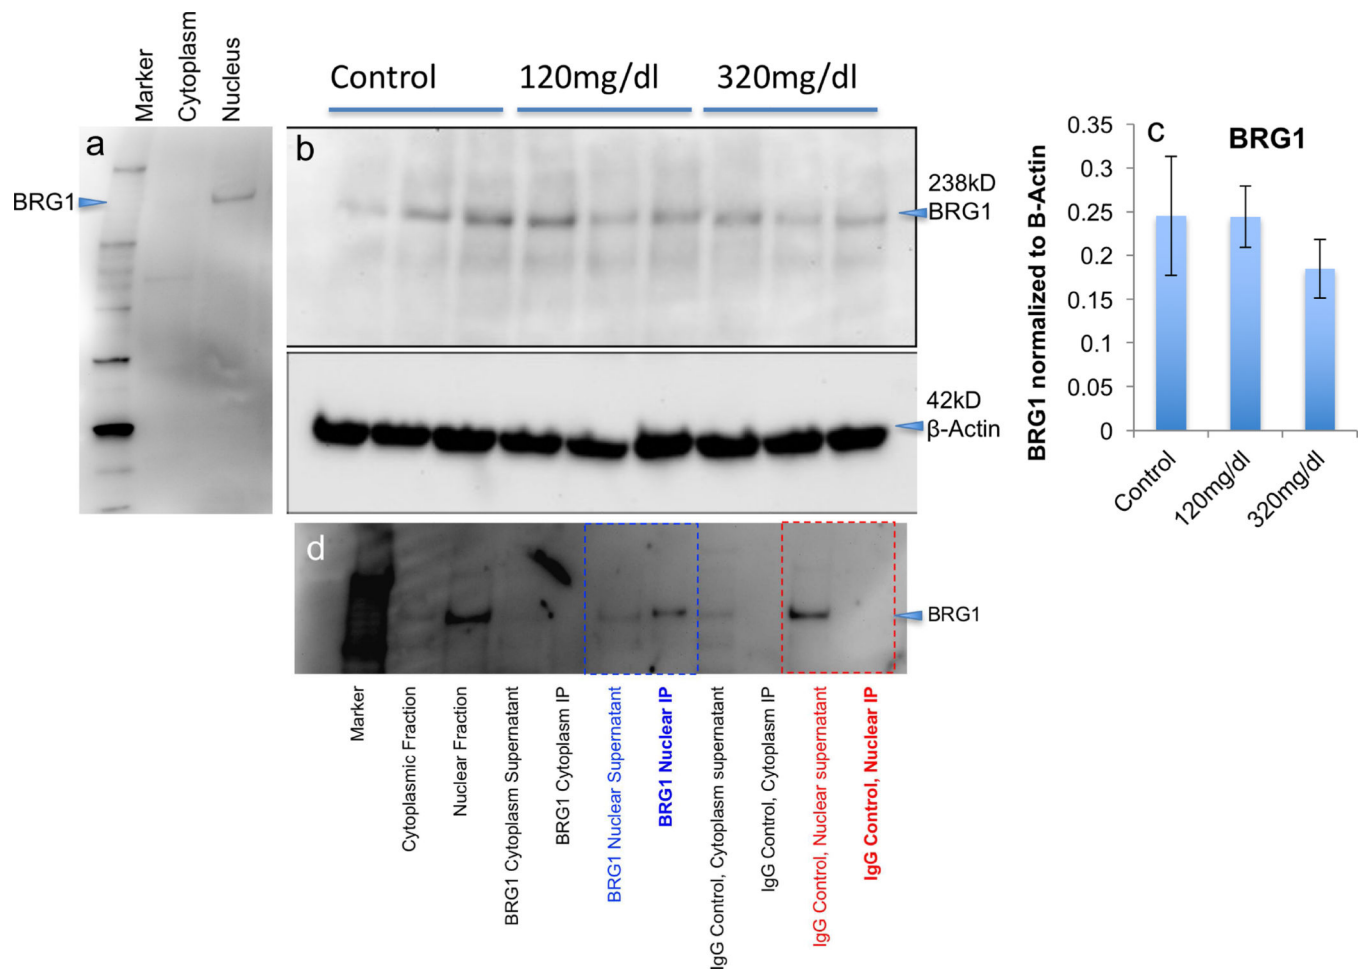 Marker
Cytoplasm
Nucleus
a
BRG1
Control
120mg/dl
320mg/dl
b
238kD
BRG1
42kD
β-Actin
c
BRG1
BRG1 normalized to B-Actin
0.35
0.3
0.25
0.2
0.15
0.1
0.05
0
Control
120mg/dl
320mg/dl
d
BRG1
Marker
Cytoplasmic Fraction
Nuclear Fraction
BRG1 Cytoplasm Supernatant
BRG1 Cytoplasm IP
BRG1 Nuclear Supernatant
BRG1 Nuclear IP
IgG Control, Cytoplasm supernatant
IgG Control, Cytoplasm IP
IgG Control, Nuclear supernatant
IgG Control, Nuclear IP